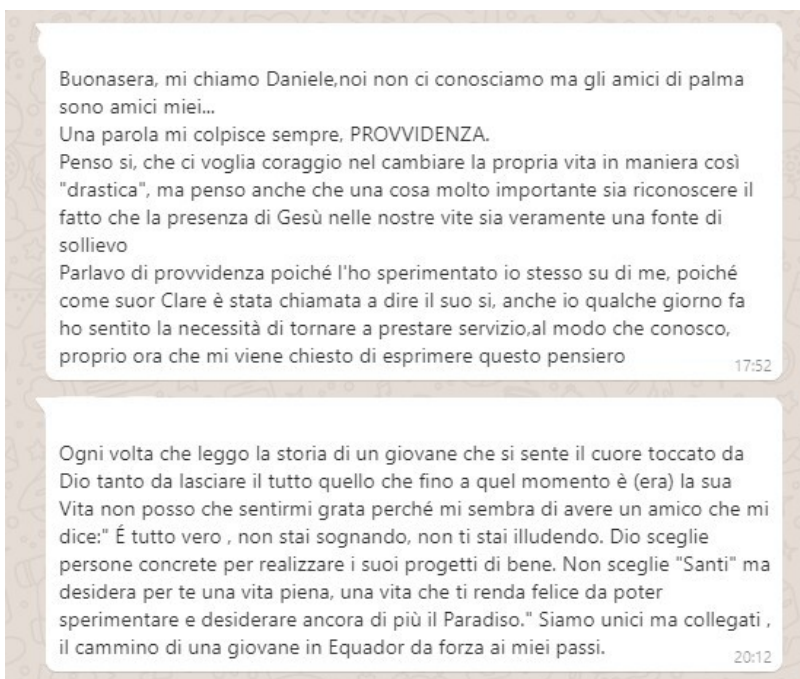 Buonasera, mi chiamo Daniele,noi non ci conosciamo ma gli amici di palma
sono amici miei...
Una parola mi colpisce sempre, PROVVIDENZA.
Penso si, che ci voglia coraggio nel cambiare la propria vita in maniera così
"drastica", ma penso anche che una cosa molto importante sia riconoscere il
fatto che la presenza di Gesù nelle nostre vite sia veramente una fonte di
sollievo
Parlavo di provvidenza poiché l'ho sperimentato io stesso su di me, poiché
come suor Clare è stata chiamata a dire il suo si, anche io qualche giorno fa
ho sentito la necessità di tornare a prestare servizio,al modo che conosco,
proprio ora che mi viene chiesto di esprimere questo pensiero
17:52
Ogni volta che leggo la storia di un giovane che si sente il cuore toccato da
Dio tanto da lasciare il tutto quello che fino a quel momento è (era) la sua
Vita non posso che sentirmi grata perché mi sembra di avere un amico che mi
dice:" É tutto vero , non stai sognando, non ti stai illudendo. Dio sceglie
persone concrete per realizzare i suoi progetti di bene. Non sceglie "Santi" ma
desidera per te una vita piena, una vita che ti renda felice da poter
sperimentare e desiderare ancora di più il Paradiso." Siamo unici ma collegati ,
il cammino di una giovane in Equador da forza ai miei passi.
20:12